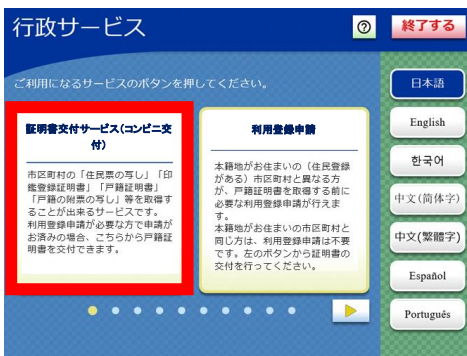 行政サービス
?
終了する
ご利用になるサービスのボタンを押してください。
証明書交付サービス(コンビニ交
付)
市区町村の「住民票の写し」「印
鑑登録証明書」「戸籍証明書」
「戸籍の附票の写し」等を取得す
ることが出来るサービスです。
利用登録申請が必要な方で申請が
お済みの場合、こちらから戸籍証
明書を交付できます。
利用登録申請
本籍地がお住まいの(住民登録
がある)市区町村と異なる方
が、戸籍証明書を取得する前に
必要な利用登録申請が行えま
す。
本籍地がお住まいの市区町村と
同じ方は、利用登録申請は不要
です。左のボタンから証明書の
交付を行ってください。
日本語
English
한국어
中文(简体字)
中文(繁體字)
Español
Português